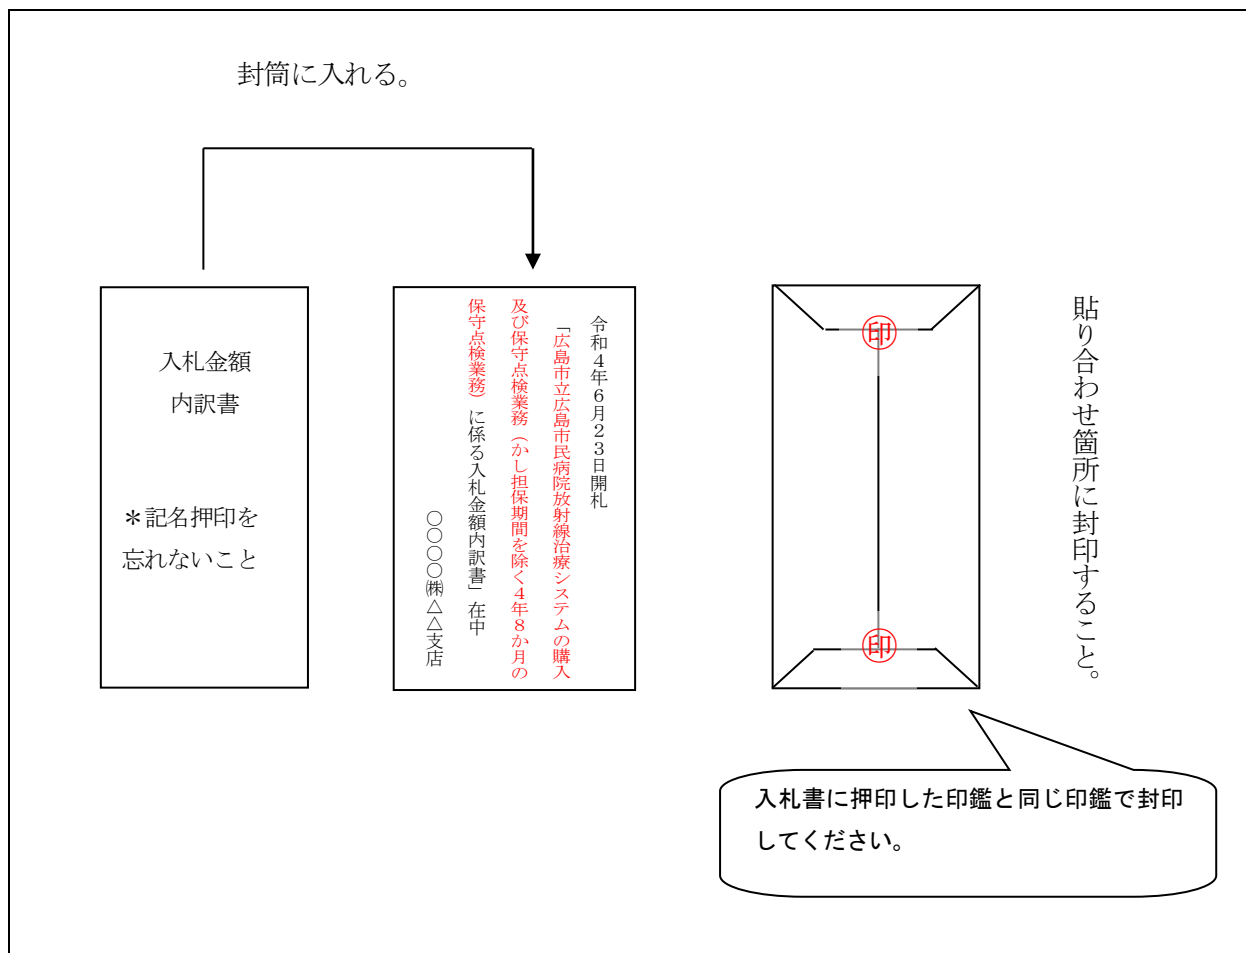 封筒に入れる。
入札金額
内訳書
＊記名押印を
忘れないこと
令和４年６月２３日開札
「広島市立広島市民病院放射線治療システムの購入
及び保守点検業務（かし担保期間を除く４年８か月の
保守点検業務）に係る入札金額内訳書」在中
〇〇〇〇㈱△△支店
印
印
貼り合わせ箇所に封印すること。
入札書に押印した印鑑と同じ印鑑で封印
してください。